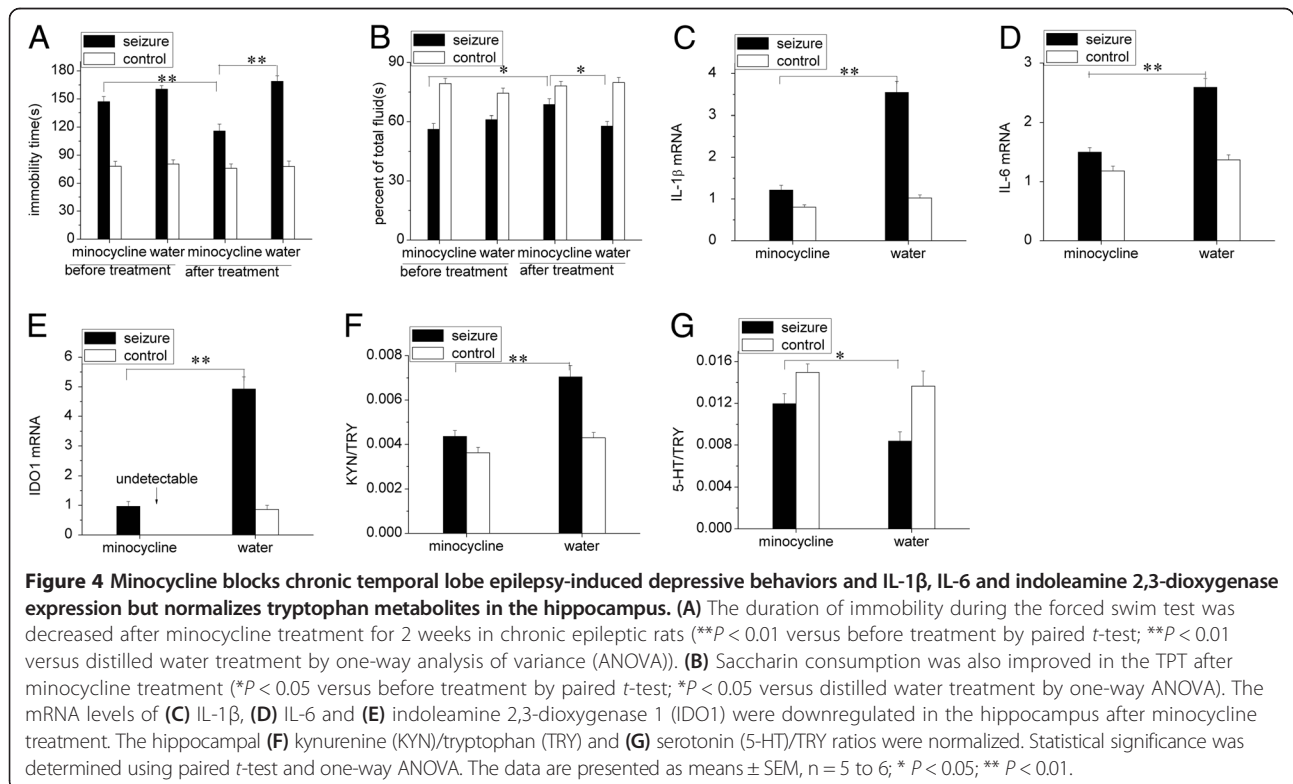 A
seizure
control
**
**
immobility time(s)
180
150
120
90
60
30
0
minocycline water minocycline water
before treatment after treatment
B
seizure
control
*
*
percent of total fluid(s)
90
75
60
30
0
minocycline water minocycline water
before treatment after treatment
C
seizure
control
**
IL-1β mRNA
4
3
2
1
0
minocycline water
D
seizure
control
**
IL-6 mRNA
3
2
1
0
minocycline water
E
seizure
control
**
undetectable
IDO1 mRNA
6
5
4
3
2
1
0
minocycline water
F
seizure
control
**
KYN/TRY
0.008
0.006
0.004
0.002
0.000
minocycline water
G
seizure
control
*
5-HT/TRY
0.016
0.012
0.008
0.004
0.000
minocycline water
Figure 4 Minocycline blocks chronic temporal lobe epilepsy-induced depressive behaviors and IL-1β, IL-6 and indoleamine 2,3-dioxygenase
expression but normalizes tryptophan metabolites in the hippocampus. (A) The duration of immobility during the forced swim test was
decreased after minocycline treatment for 2 weeks in chronic epileptic rats (**P < 0.01 versus before treatment by paired t-test; **P < 0.01
versus distilled water treatment by one-way analysis of variance (ANOVA)). (B) Saccharin consumption was also improved in the TPT after
minocycline treatment (*P < 0.05 versus before treatment by paired t-test; *P < 0.05 versus distilled water treatment by one-way ANOVA). The
mRNA levels of (C) IL-1β, (D) IL-6 and (E) indoleamine 2,3-dioxygenase 1 (IDO1) were downregulated in the hippocampus after minocycline
treatment. The hippocampal (F) kynurenine (KYN)/tryptophan (TRY) and (G) serotonin (5-HT)/TRY ratios were normalized. Statistical significance was
determined using paired t-test and one-way ANOVA. The data are presented as means ± SEM, n = 5 to 6; * P < 0.05; ** P < 0.01.